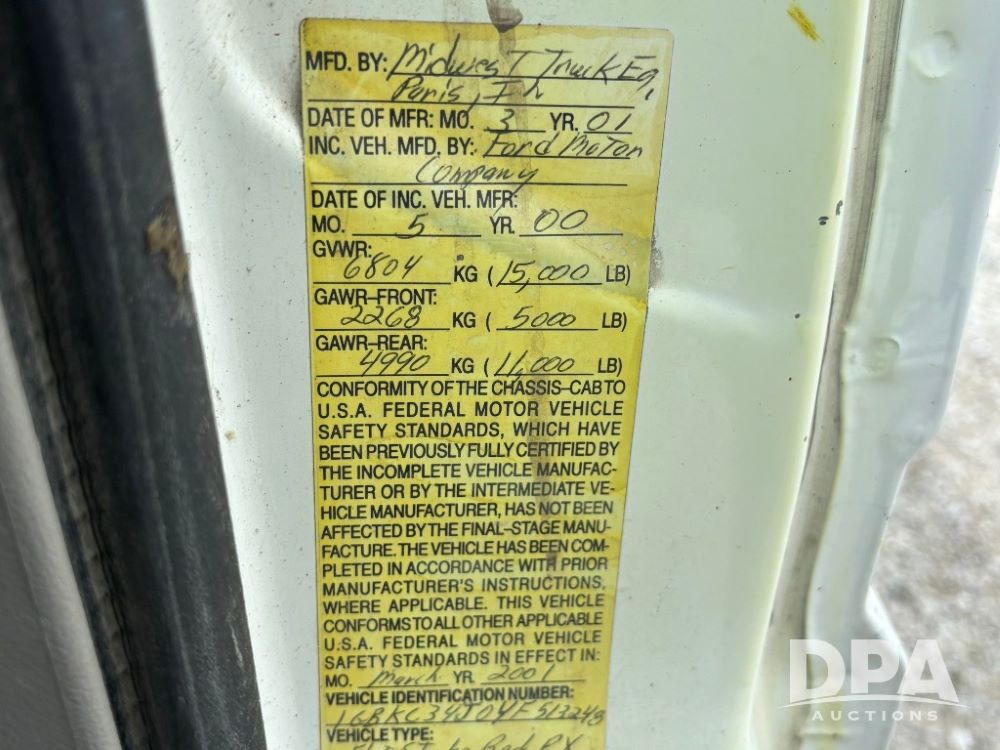 MFD. BY: Midwest Truck Eq,
Paris, IL
DATE OF MFR: MO. 3 YR. 01
INC. VEH. MFD. BY: Ford Motor
Company
DATE OF INC. VEH. MFR:
MO. 5 YR. 00
GVWR:
6804 KG (15,000 LB)
GAWR-FRONT:
2268 KG (5000 LB)
GAWR-REAR:
4990 KG (11,000 LB)
CONFORMITY OF THE CHASSIS-CAB TO
U.S.A. FEDERAL MOTOR VEHICLE
SAFETY STANDARDS, WHICH HAVE
BEEN PREVIOUSLY FULLY CERTIFIED BY
THE INCOMPLETE VEHICLE MANUFAC-
TURER OR BY THE INTERMEDIATE VE-
HICLE MANUFACTURER, HAS NOT BEEN
AFFECTED BY THE FINAL-STAGE MANU-
FACTURE. THE VEHICLE HAS BEEN COM-
PLETED IN ACCORDANCE WITH PRIOR
MANUFACTURER'S INSTRUCTIONS,
WHERE APPLICABLE. THIS VEHICLE
CONFORMS TO ALL OTHER APPLICABLE
U.S.A. FEDERAL MOTOR VEHICLE
SAFETY STANDARDS IN EFFECT IN:
MO. March YR. 2001
VEHICLE IDENTIFICATION NUMBER:
1GBKC34J04F513248
VEHICLE TYPE:
DPA
AUCTIONS